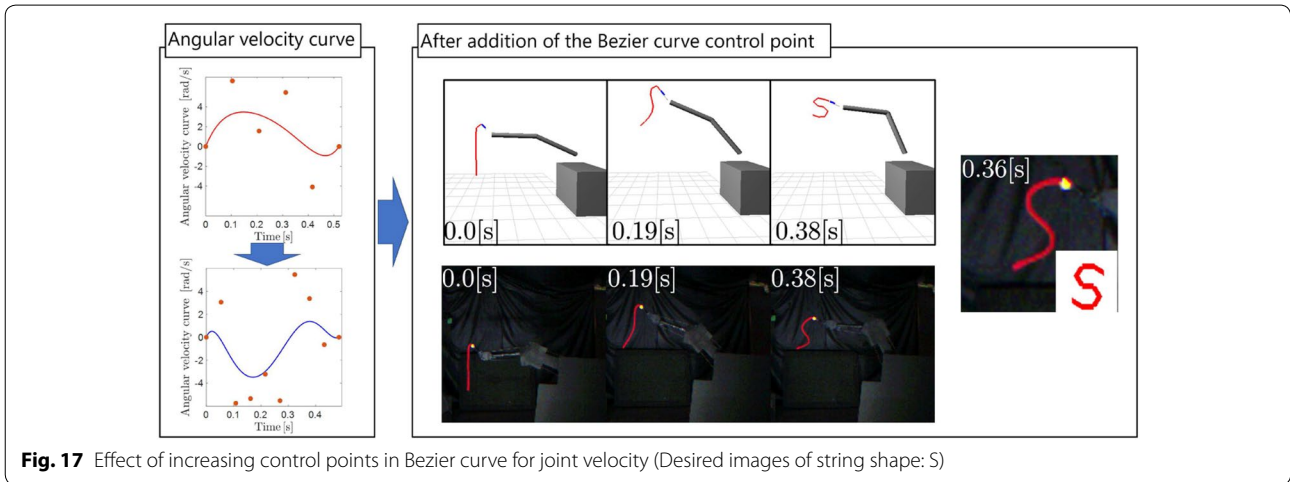 Angular velocity curve
After addition of the Bezier curve control point
Angular velocity curve [rad/s]
4
2
0
-2
-4
0 0.1 0.2 0.3 0.4 0.5
Time [s]
Angular velocity curve [rad/s]
4
2
0
-2
-4
0 0.1 0.2 0.3 0.4
Time [s]
0.0[s]
0.19[s]
0.38[s]
0.0[s]
0.19[s]
0.38[s]
0.36[s]
S
Fig. 17 Effect of increasing control points in Bezier curve for joint velocity (Desired images of string shape: S)